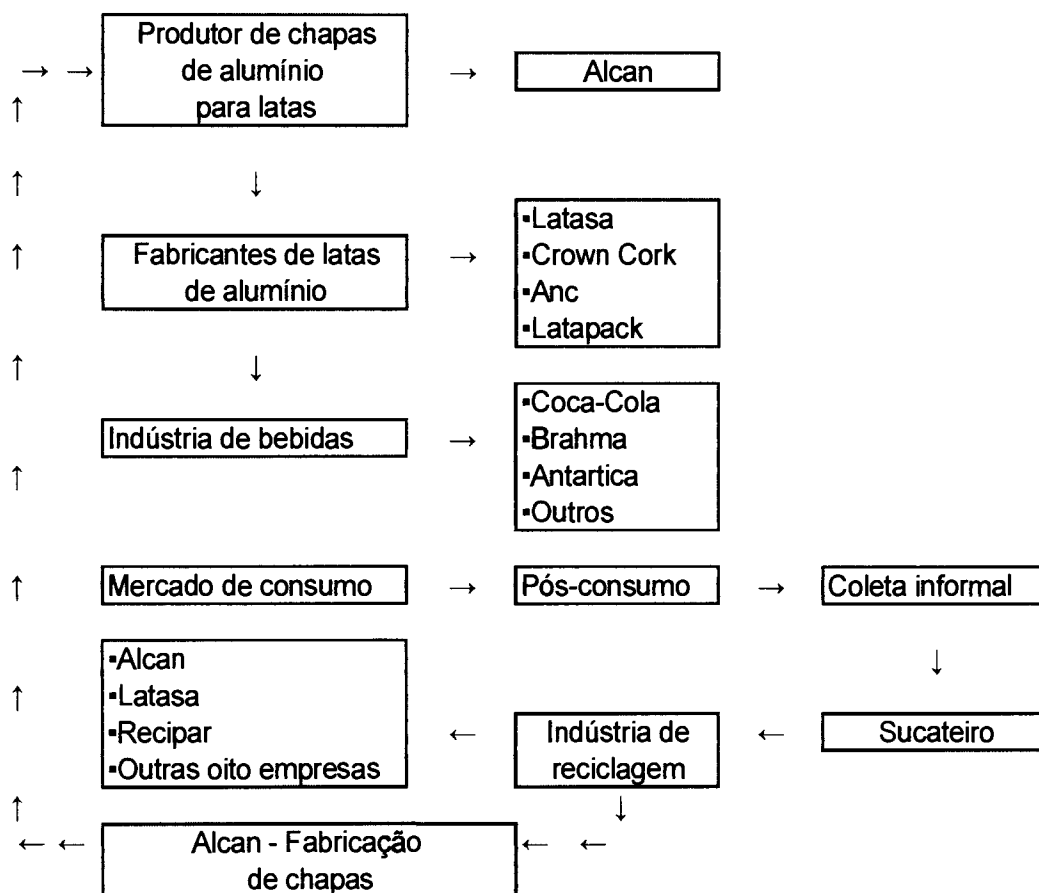 Produtor de chapas
de alumínio
para latas
→ → → Alcan
↑
↑ ↓
↑ Fabricantes de latas
de alumínio
→
▪Latasa
▪Crown Cork
▪Anc
▪Latapack
↑ ↓
Indústria de bebidas →
▪Coca-Cola
▪Brahma
▪Antartica
▪Outros
↑
↑ Mercado de consumo → Pós-consumo → Coleta informal
↓
▪Alcan
▪Latasa
▪Recipar
▪Outras oito empresas
↑ ←
Indústria de
reciclagem
← Sucateiro
↑ ↓
← ← Alcan - Fabricação
de chapas
← ←